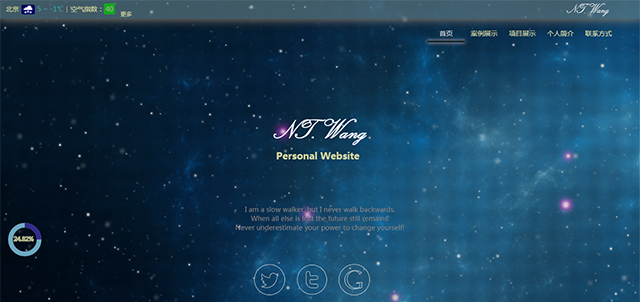 北京 5 ~ -1℃ | 空气指数： 40 更多
NT. Wang
首页 案例展示 项目展示 个人简介 联系方式
NT. Wang
Personal Website
I am a slow walker, but I never walk backwards.
When all else is lost the future still remains!
Never underestimate your power to change yourself!
24.82%